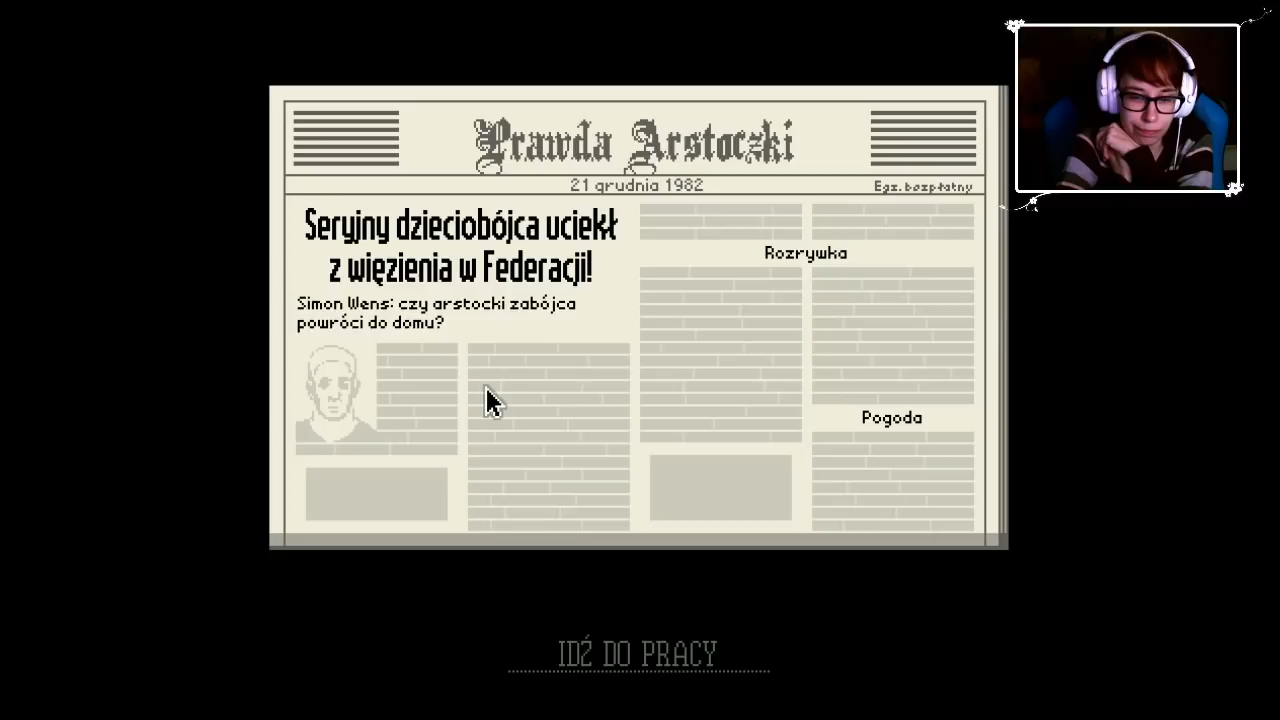 Prawda Arstoczki
21 grudnia 1982
Egz. bezpłatny
Seryjny dzieciobójca uciekł
z więzienia w Federacji!
Simon Wens: czy arstocki zabójca
powróci do domu?
Rozrywka
Pogoda
IDŹ DO PRACY